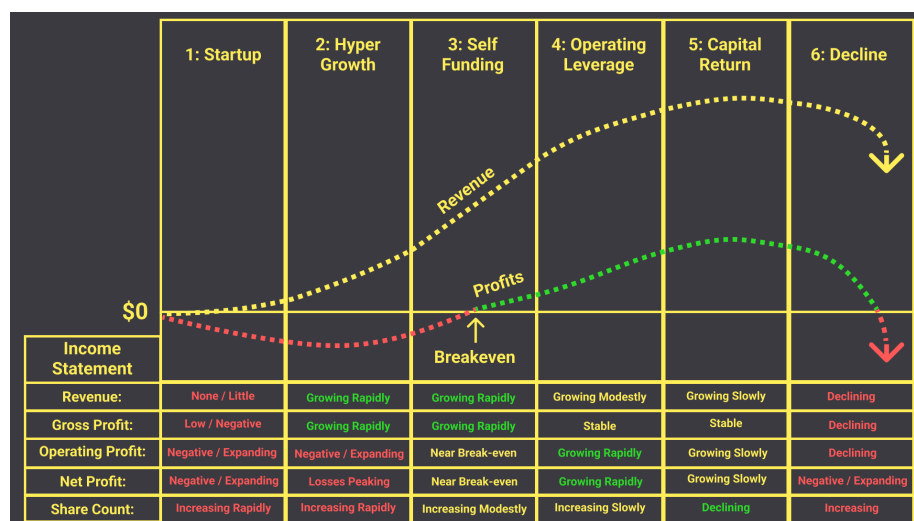 1: Startup
2: Hyper
Growth
3: Self
Funding
4: Operating
Leverage
5: Capital
Return
6: Decline
Revenue
Profits
$0
Breakeven
Income
Statement
Revenue: None / Little Growing Rapidly Growing Rapidly Growing Modestly Growing Slowly Declining
Gross Profit: Low / Negative Growing Rapidly Growing Rapidly Stable Stable Declining
Operating Profit: Negative / Expanding Negative / Expanding Near Break-even Growing Rapidly Growing Slowly Declining
Net Profit: Negative / Expanding Losses Peaking Near Break-even Growing Rapidly Growing Slowly Negative / Expanding
Share Count: Increasing Rapidly Increasing Rapidly Increasing Modestly Increasing Slowly Declining Increasing